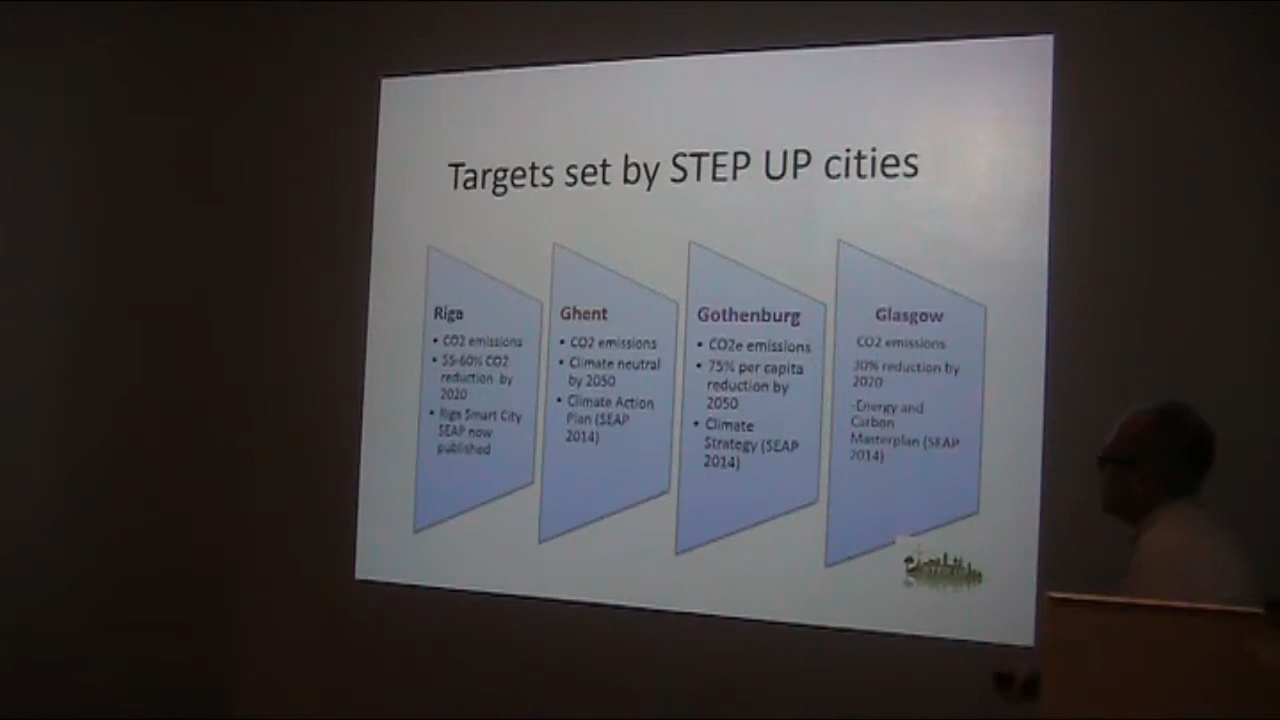 Targets set by STEP UP cities
Riga
• CO2 emissions
• 55-60% CO2
reduction by
2020
• Riga Smart City
SEAP now
published
Ghent
• CO2 emissions
• Climate neutral
by 2050
• Climate Action
Plan (SEAP
2014)
Gothenburg
• CO2e emissions
• 75% per capita
reduction by
2050
• Climate
Strategy (SEAP
2014)
Glasgow
CO2 emissions
30% reduction by
2020
-Energy and
Carbon
Masterplan (SEAP
2014)